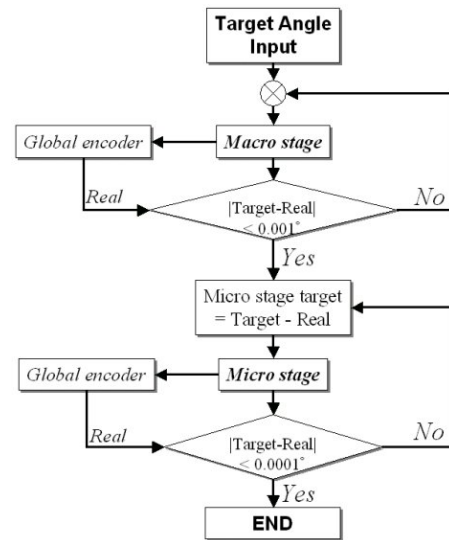 Target Angle
Input
Global encoder
Macro stage
Real
|Target-Real|
< 0.001°
No
Yes
Micro stage target
= Target - Real
Global encoder
Micro stage
Real
|Target-Real|
< 0.0001°
No
Yes
END